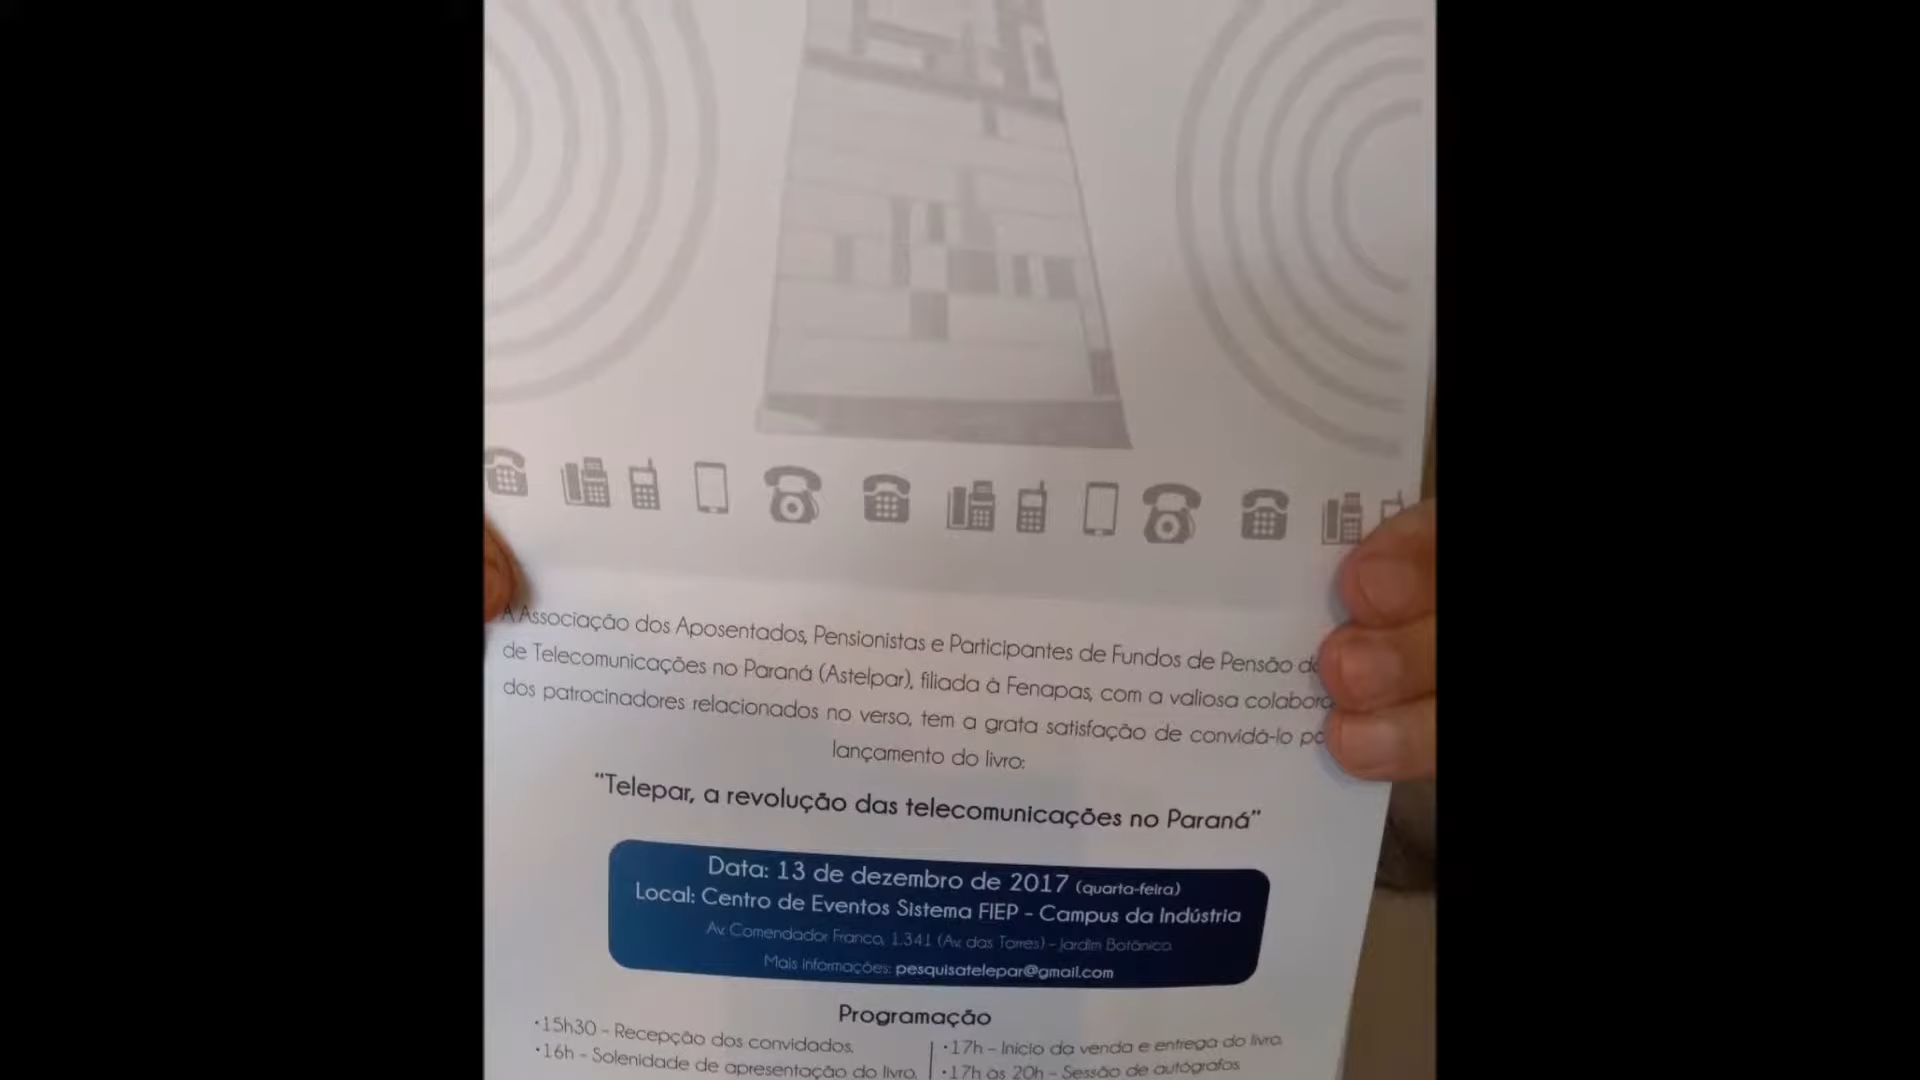 A Associação dos Aposentados, Pensionistas e Participantes de Fundos de Pensão
de Telecomunicações no Paraná (Astelpar), filiada à Fenapas, com a valiosa
dos patrocinadores relacionados no verso, tem a grata satisfação de convidá-lo
lançamento do livro:
“Telepar, a revolução das telecomunicações no Paraná”
Data: 13 de dezembro de 2017 (quarta-feira)
Local: Centro de Eventos Sistema FIEP - Campus da Indústria
Av. Comendador Franco, 1.341 (Av. das Torres) - Jardim Botânico
Mais informações: pesquisatelepar@gmail.com
Programação
•15h30 - Recepção dos convidados.
•16h - Solenidade de apresentação do livro.
•17h - Início da venda e entrega do livro.
•17h às 20h - Sessão de autógrafos.